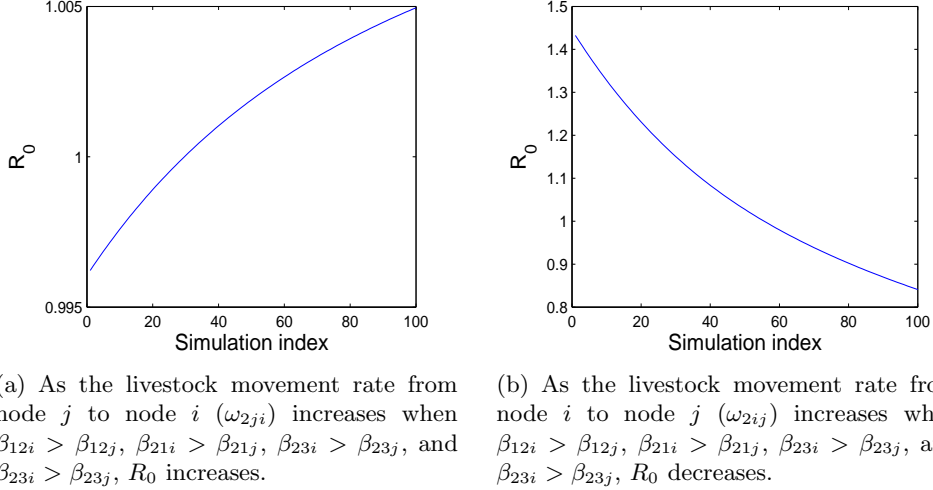 1.005
1
0.995
R0
0 20 40 60 80 100
Simulation index
1.5
1.4
1.3
1.2
1.1
1
0.9
0.8
R0
0 20 40 60 80 100
Simulation index
(a) As the livestock movement rate from
node j to node i (ω2ji) increases when
β12i > β12j, β21i > β21j, β23i > β23j, and
β23i > β23j, R0 increases.
(b) As the livestock movement rate
node i to node j (ω2ij) increases
β12i > β12j, β21i > β21j, β23i > β23j,
β23i > β23j, R0 decreases.